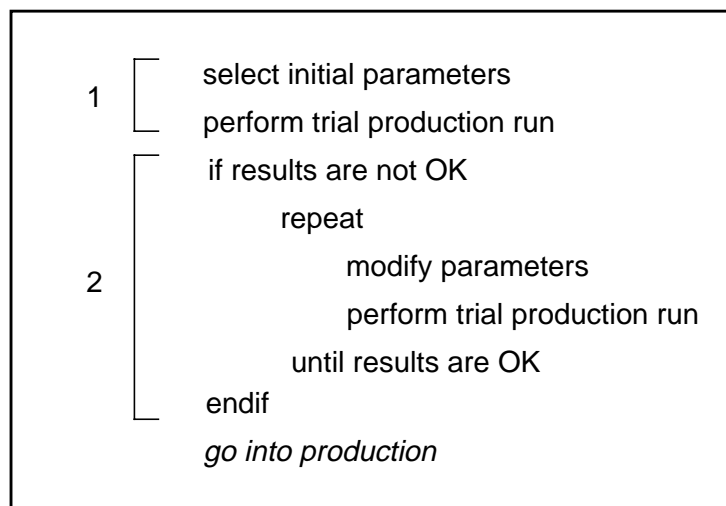 1
select initial parameters
perform trial production run
2
if results are not OK
repeat
modify parameters
perform trial production run
until results are OK
endif
go into production